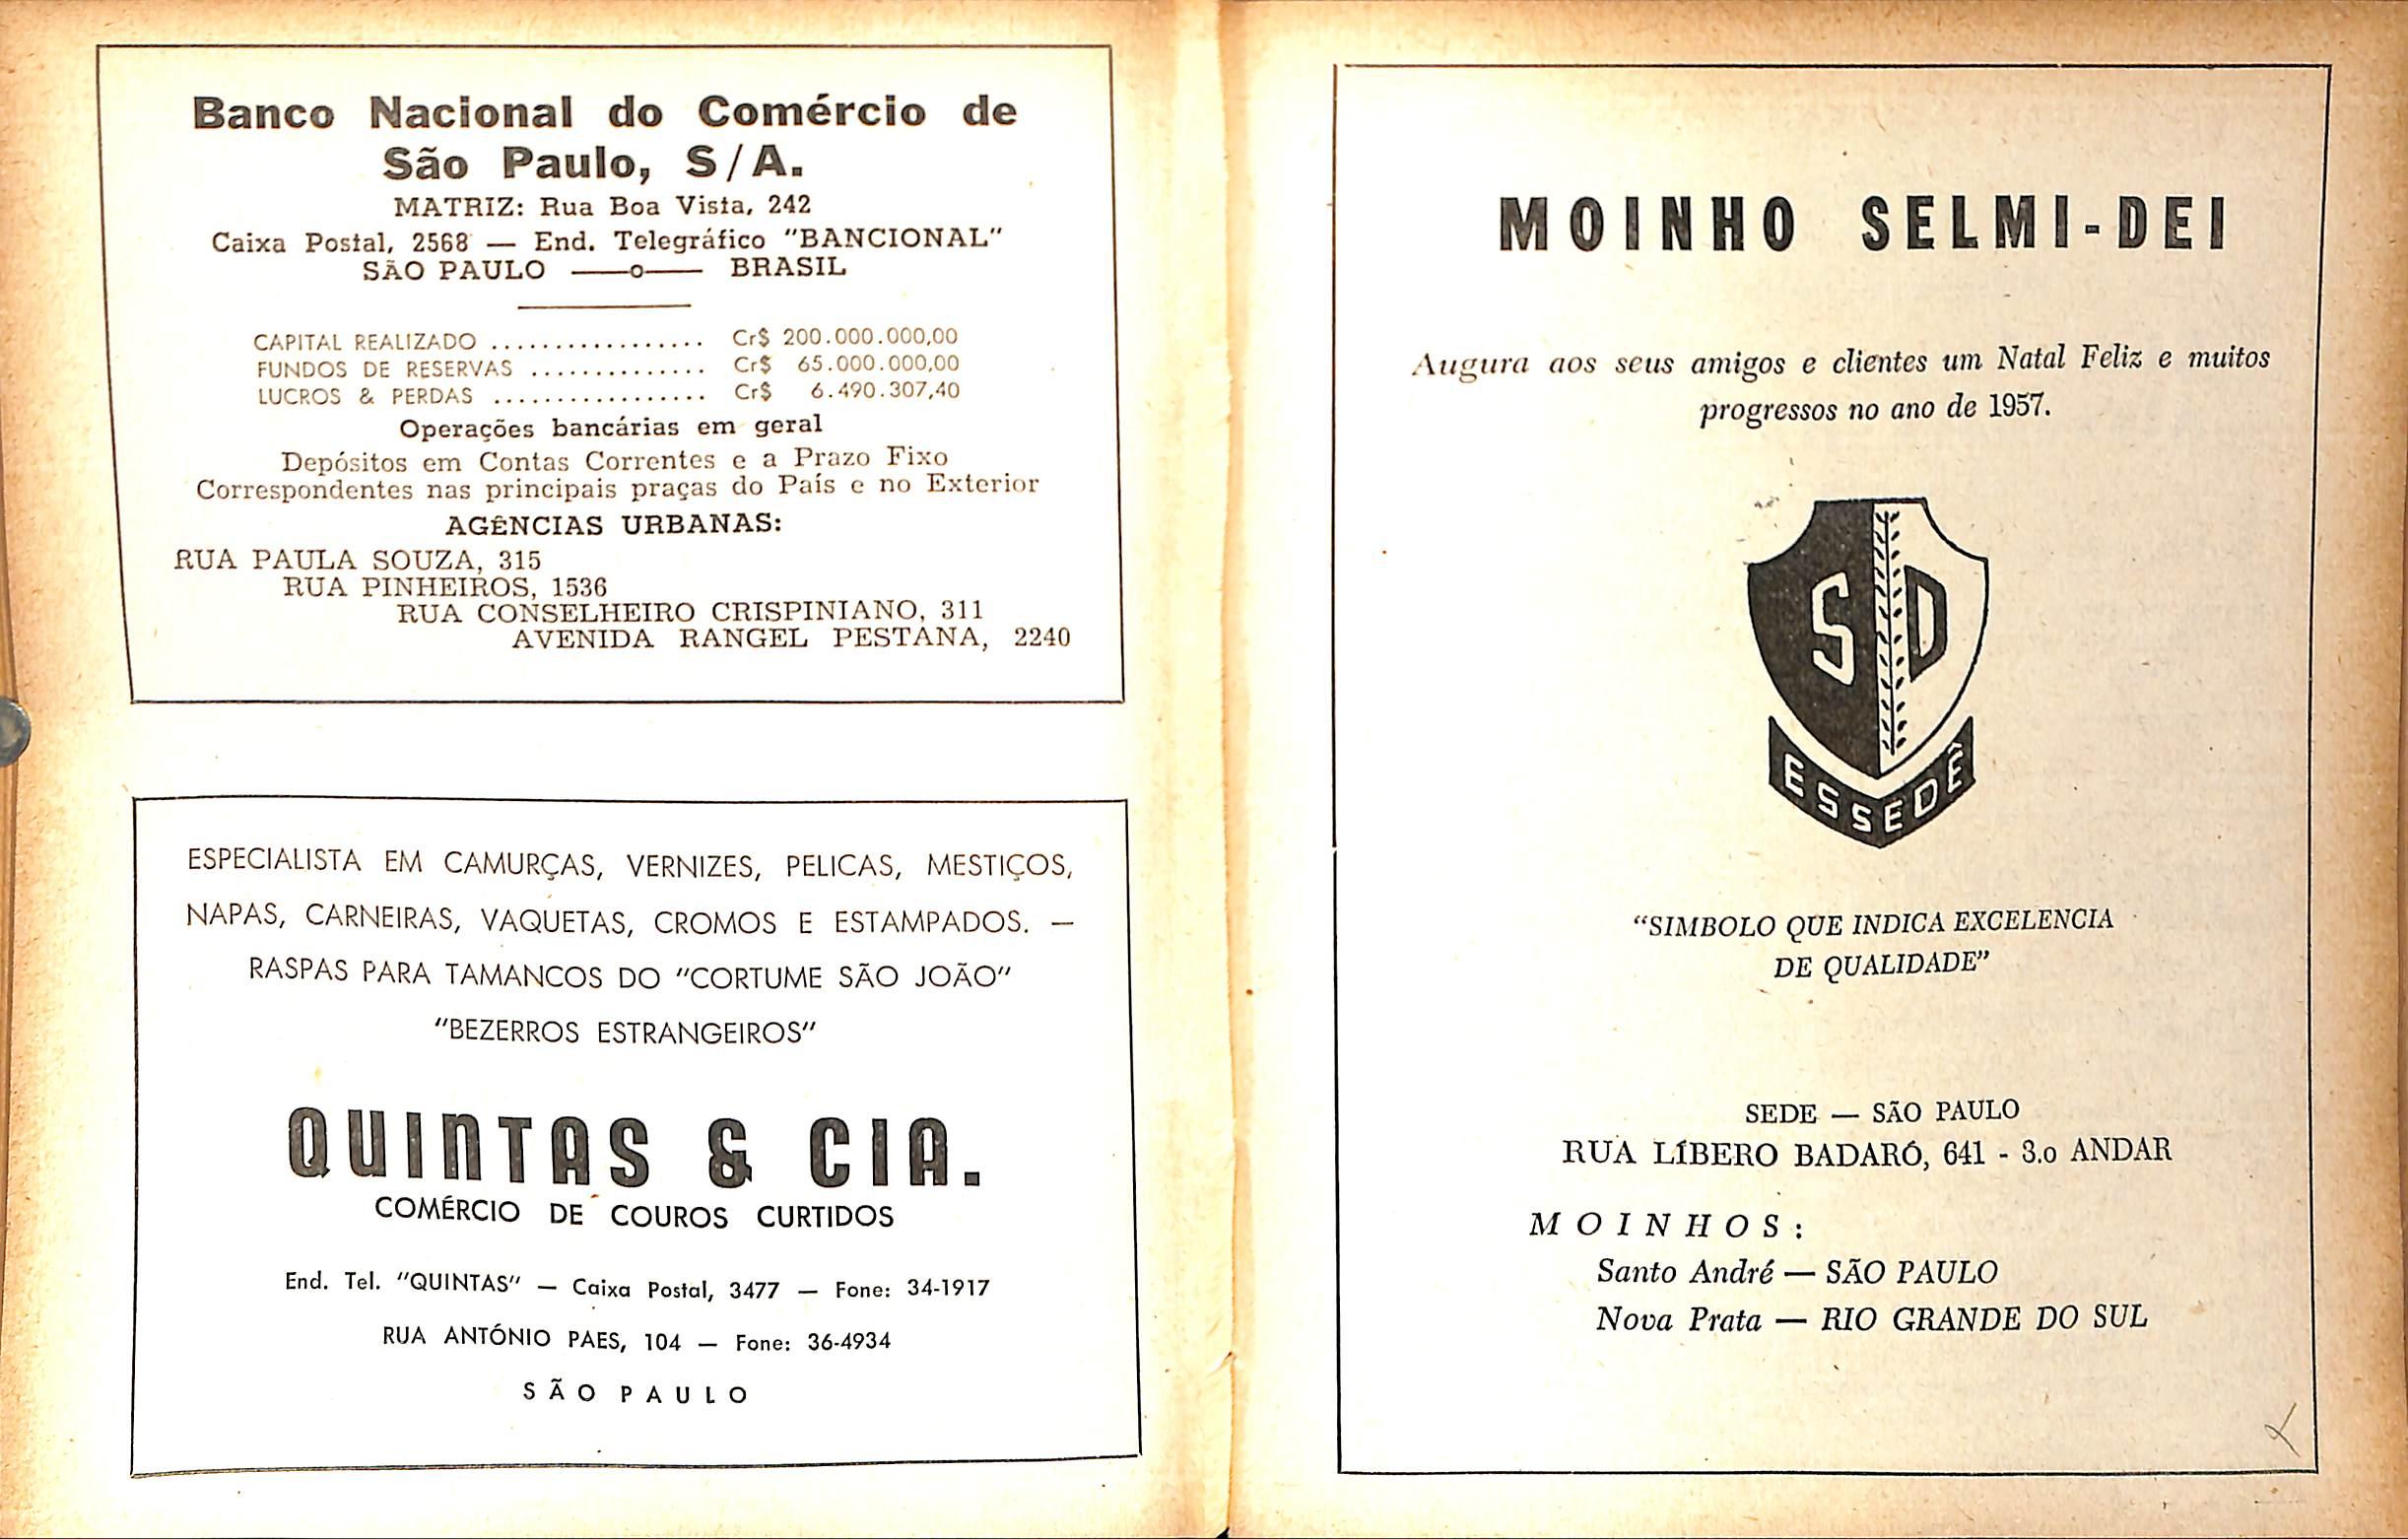 Banco Nacional do Comércio de
São Paulo, S/A.
MATRIZ: Rua Boa Vista, 242
Caixa Postal, 2568 — End. Telegráfico "BANCIONAL"
SÃO PAULO ——o—— BRASIL
CAPITAL REALIZADO ................. Cr$ 200.000.000,00
FUNDOS DE RESERVAS .............. Cr$ 65.000.000,00
LUCROS & PERDAS ................. Cr$ 6.490.307,40
Operações bancárias em geral
Depósitos em Contas Correntes e a Prazo Fixo
Correspondentes nas principais praças do País e no Exterior
AGÊNCIAS URBANAS:
RUA PAULA SOUZA, 315
RUA PINHEIROS, 1536
RUA CONSELHEIRO CRISPINIANO, 311
AVENIDA RANGEL PESTANA, 2240
ESPECIALISTA EM CAMURÇAS, VERNIZES, PELICAS, MESTIÇOS,
NAPAS, CARNEIRAS, VAQUETAS, CROMOS E ESTAMPADOS. —
RASPAS PARA TAMANCOS DO "CORTUME SÃO JOÃO"
"BEZERROS ESTRANGEIROS"
QUINTAS & CIA.
COMÉRCIO DE COUROS CURTIDOS
End. Tel. "QUINTAS" — Caixa Postal, 3477 — Fone: 34-1917
RUA ANTÓNIO PAES, 104 — Fone: 36-4934
SÃO PAULO
MOINHO SELMI-DEI
Augura aos seus amigos e clientes um Natal Feliz e muitos
progressos no ano de 1957.
S D
ESSEDÊ
"SIMBOLO QUE INDICA EXCELENCIA
DE QUALIDADE"
SEDE — SÃO PAULO
RUA LÍBERO BADARÓ, 641 - 3.o ANDAR
MOINHOS:
Santo André — SÃO PAULO
Nova Prata — RIO GRANDE DO SUL